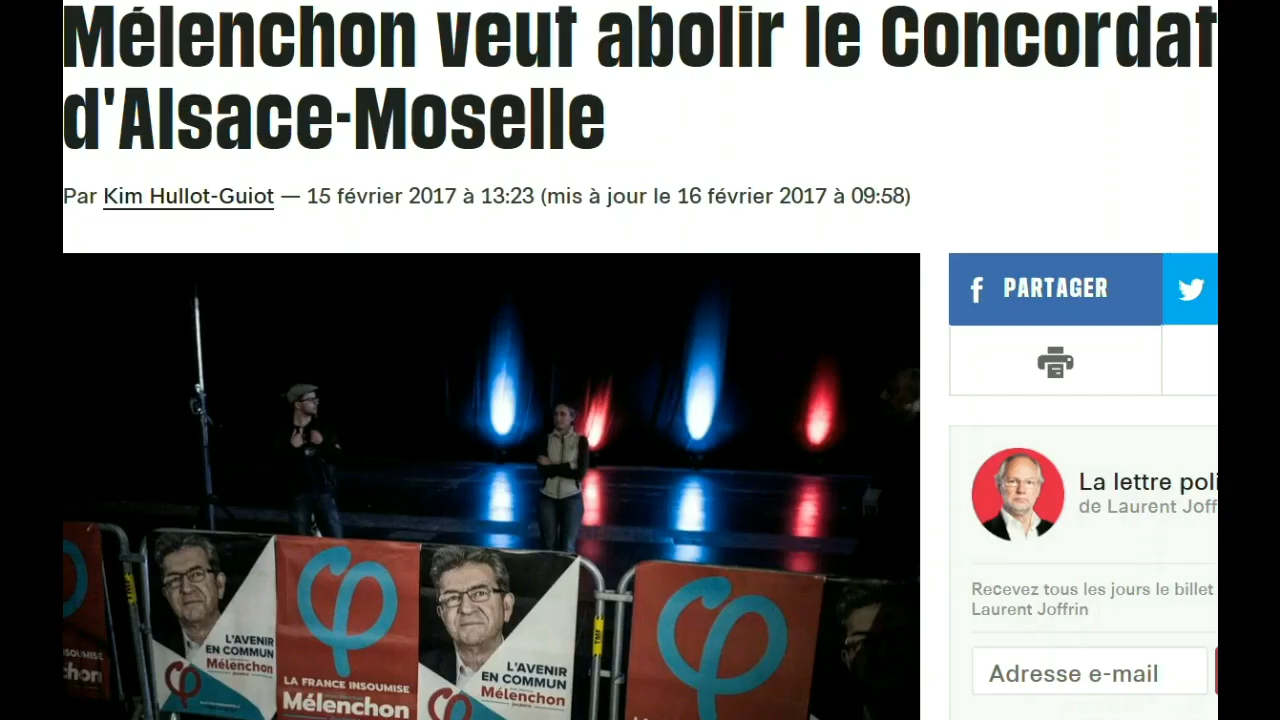 Mélenchon veut abolir le Concordat
d'Alsace-Moselle
Par Kim Hullot-Guiot — 15 février 2017 à 13:23 (mis à jour le 16 février 2017 à 09:58)
f PARTAGER
La lettre poli
de Laurent Joff
Recevez tous les jours le billet
Laurent Joffrin
Adresse e-mail
L'AVENIR
EN COMMUN
Mélenchon
LA FRANCE INSOUMISE
Mélenchon
L'AVENIR
EN COMMUN
Mélenchon